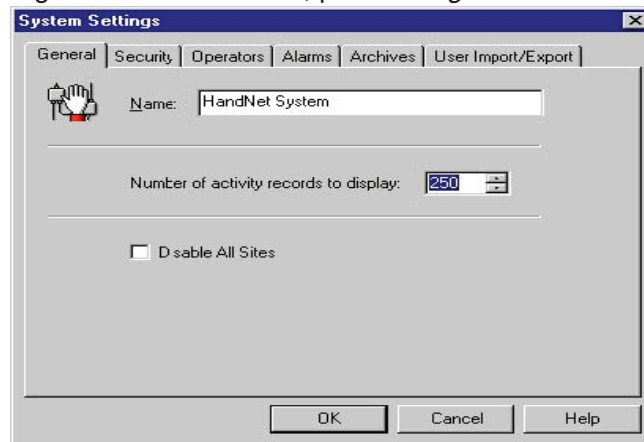 System Settings
General Security Operators Alarms Archives User Import/Export
Name: HandNet System
Number of activity records to display: 250
Disable All Sites
OK Cancel Help